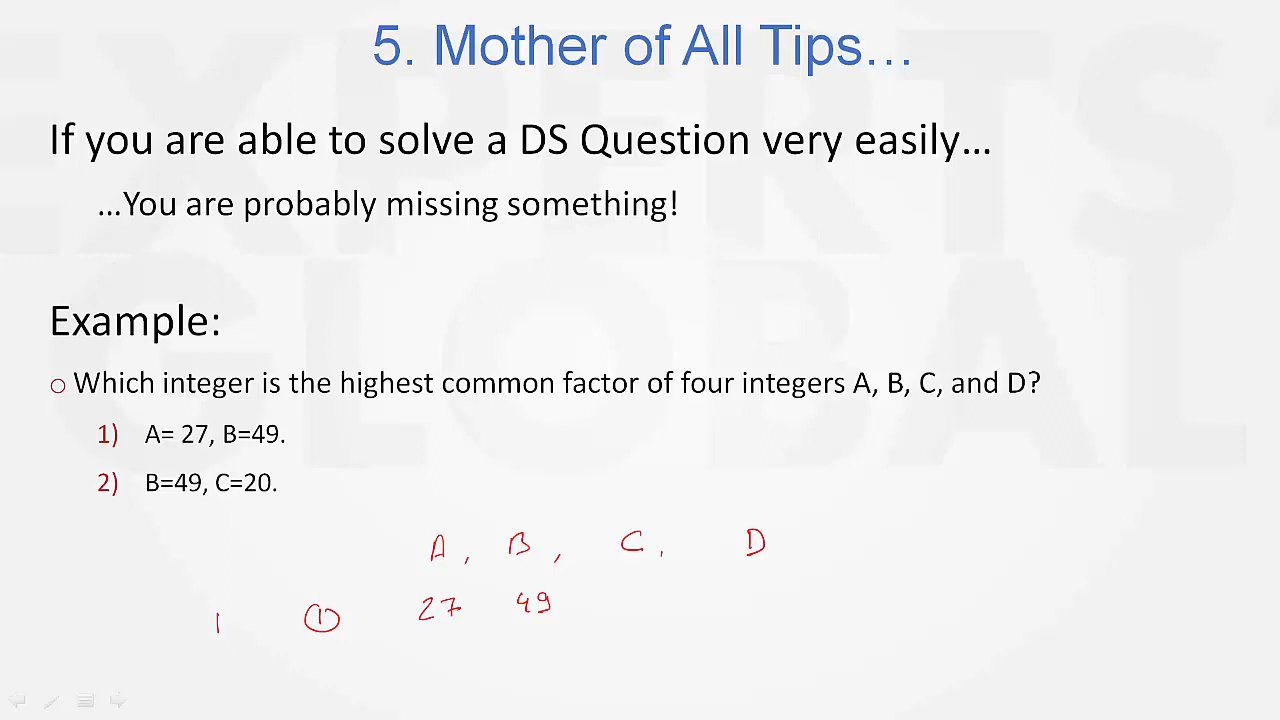 5. Mother of All Tips…
If you are able to solve a DS Question very easily…
…You are probably missing something!
Example:
Which integer is the highest common factor of four integers A, B, C, and D?
1) A= 27, B=49.
2) B=49, C=20.
A, B, C, D
1 ① 27 49
EXPERTS
GLOBAL